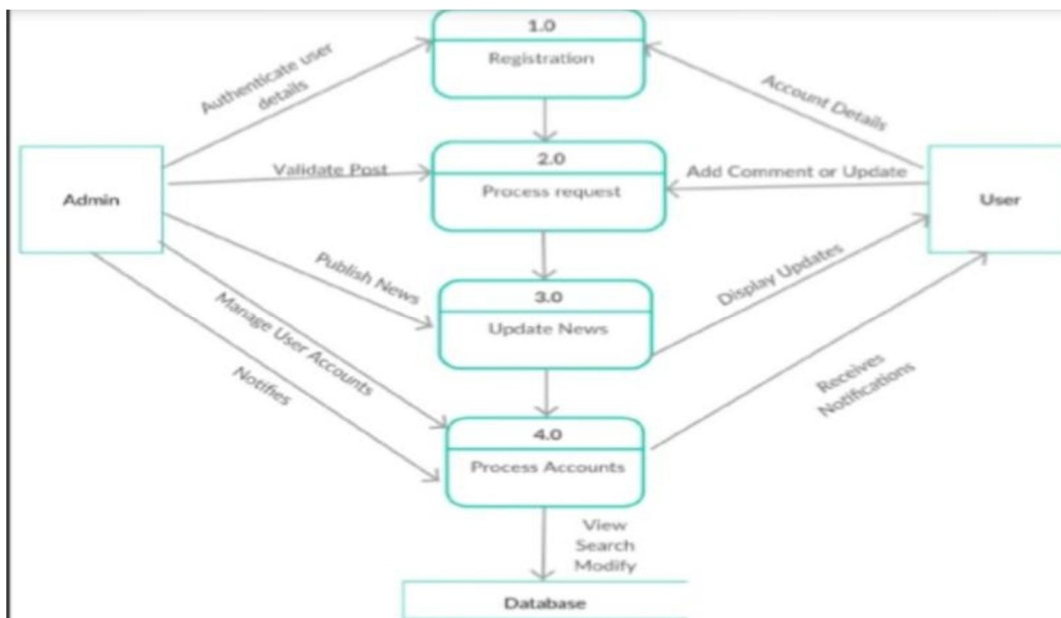 1.0
Registration
Authenticate user
details
Account Details
2.0
Process request
Validate Post
Add Comment or Update
Admin
User
Publish News
Display Updates
3.0
Update News
Manage User Accounts
Notifies
Receives
Notifications
4.0
Process Accounts
View
Search
Modify
Database